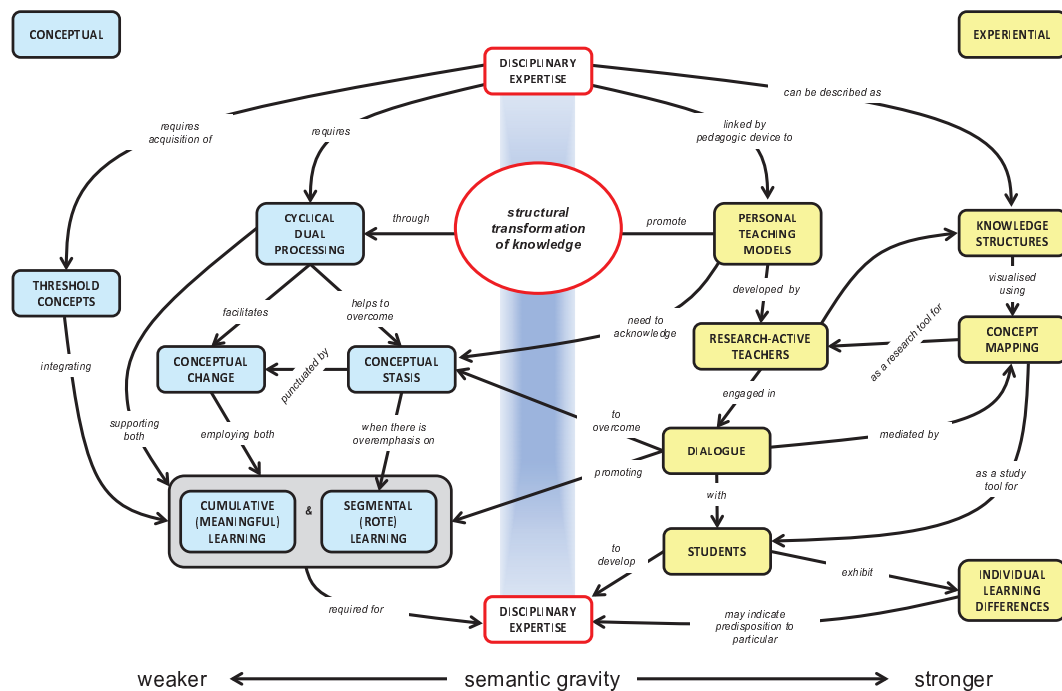 CONCEPTUAL
EXPERIENTIAL
DISCIPLINARY
EXPERTISE
can be described as
requires
acquisition of
requires
linked by
pedagogic device to
CYCLICAL
DUAL
PROCESSING
through
structural
transformation
of knowledge
promote
PERSONAL
TEACHING
MODELS
KNOWLEDGE
STRUCTURES
THRESHOLD
CONCEPTS
visualised
using
developed by
facilitates
helps to
overcome
need to
acknowledge
RESEARCH-ACTIVE
TEACHERS
as a research tool for
CONCEPT
MAPPING
integrating
CONCEPTUAL
CHANGE
punctuated by
CONCEPTUAL
STASIS
engaged in
supporting
both
employing both
when there is
overemphasis on
to
overcome
DIALOGUE
mediated by
promoting
as a study
tool for
with
CUMULATIVE
(MEANINGFUL)
LEARNING
&
SEGMENTAL
(ROTE)
LEARNING
to
develop
STUDENTS
exhibit
INDIVIDUAL
LEARNING
DIFFERENCES
required for
DISCIPLINARY
EXPERTISE
may indicate
predisposition to
particular
weaker
semantic gravity
stronger